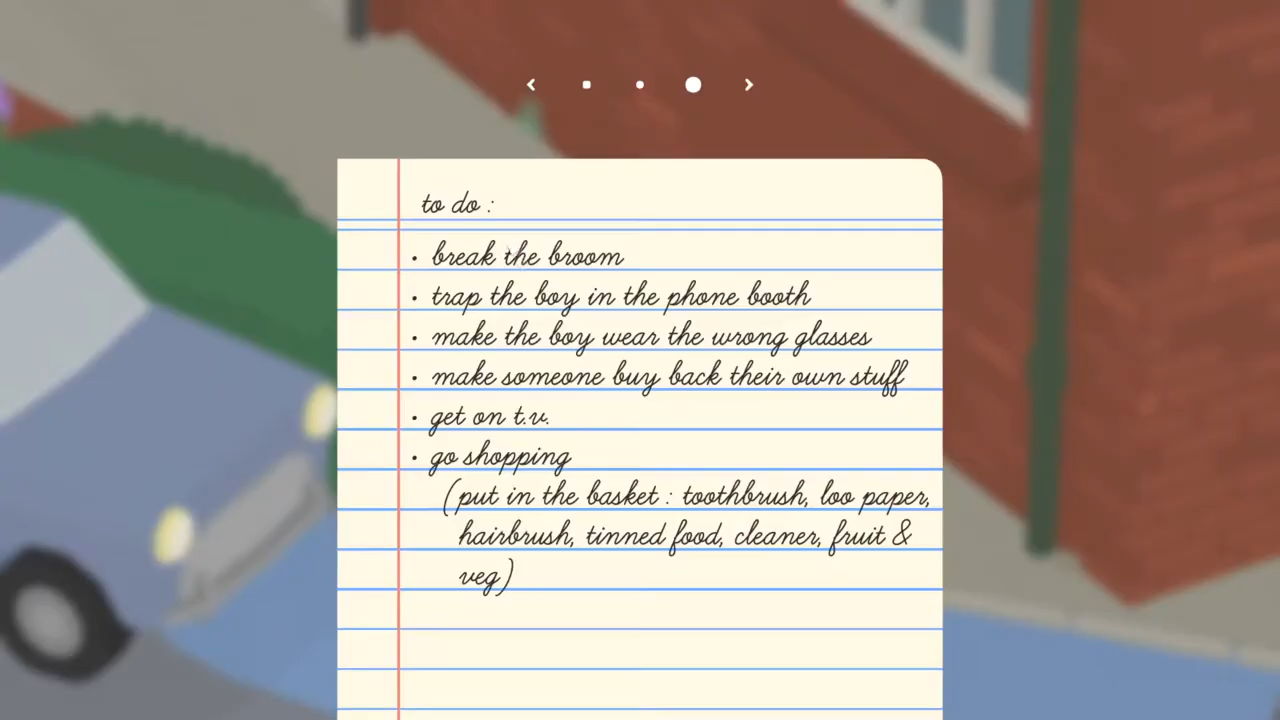 to do :
• break the broom
• trap the boy in the phone booth
• make the boy wear the wrong glasses
• make someone buy back their own stuff
• get on t.v.
• go shopping
(put in the basket : toothbrush, loo paper,
hairbrush, tinned food, cleaner, fruit &
veg)